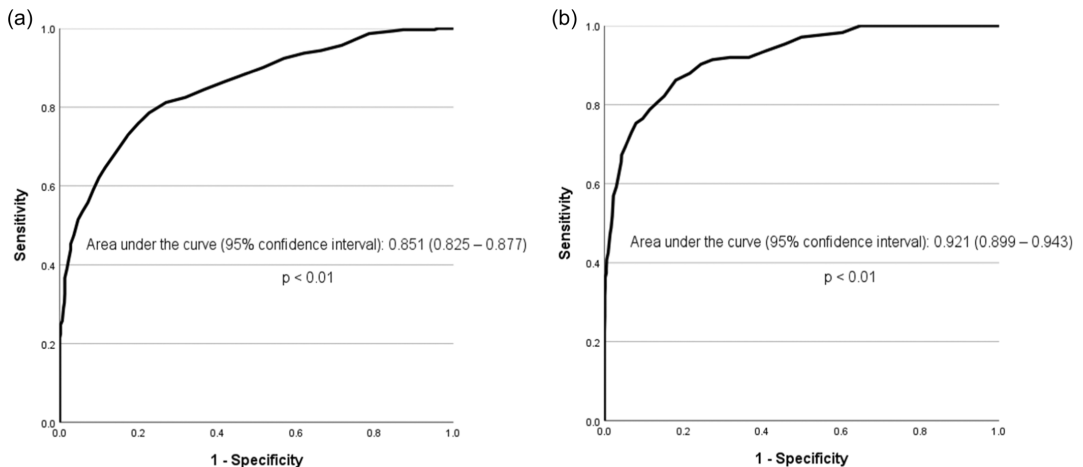 (a)
1.0
0.8
0.6
0.4
0.2
0.0
Sensitivity
Area under the curve (95% confidence interval): 0.851 (0.825 – 0.877)
p < 0.01
0.0 0.2 0.4 0.6 0.8 1.0
1 - Specificity
(b)
1.0
0.8
0.6
0.4
0.2
0.0
Sensitivity
Area under the curve (95% confidence interval): 0.921 (0.899 – 0.943)
p < 0.01
0.0 0.2 0.4 0.6 0.8 1.0
1 - Specificity